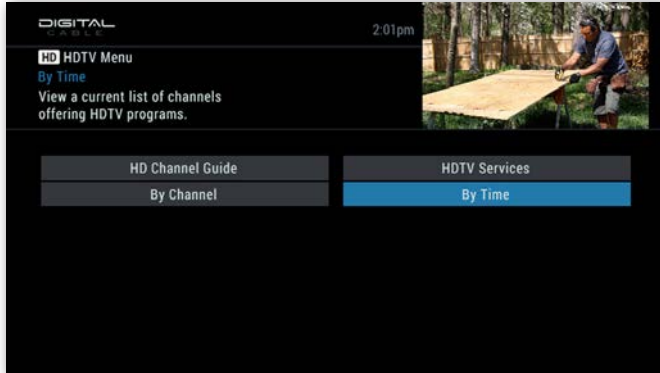 DIGITAL
CABLE
2:01pm
HD HDTV Menu
By Time
View a current list of channels
offering HDTV programs.
HD Channel Guide
HDTV Services
By Channel
By Time